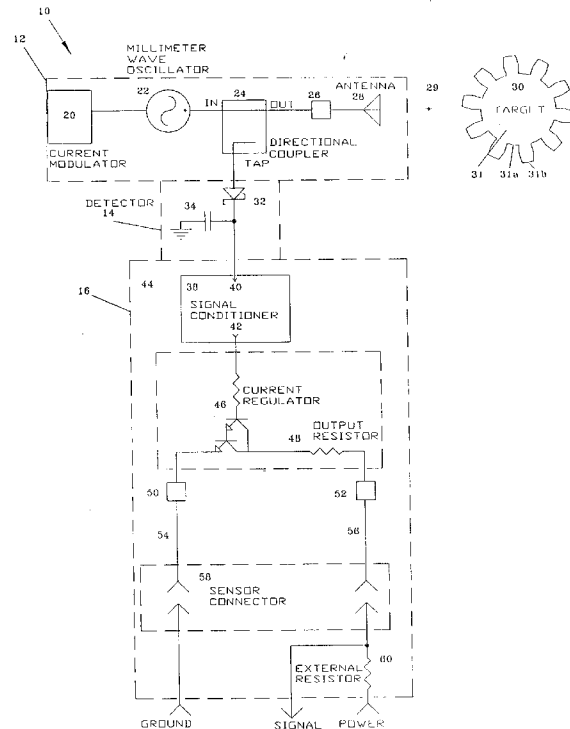 10
12
MILLIMETER
WAVE
OSCILLATOR
20
22
IN
24
OUT
26
ANTENNA
28
29
30
TARGET
CURRENT
MODULATOR
DIRECTIONAL
COUPLER
TAP
31
31a
31b
DETECTOR
14
34
32
16
44
38
40
SIGNAL
CONDITIONER
42
CURRENT
REGULATOR
46
OUTPUT
RESISTOR
48
50
52
54
56
58
SENSOR
CONNECTOR
EXTERNAL
RESISTOR
60
GROUND
SIGNAL
POWER